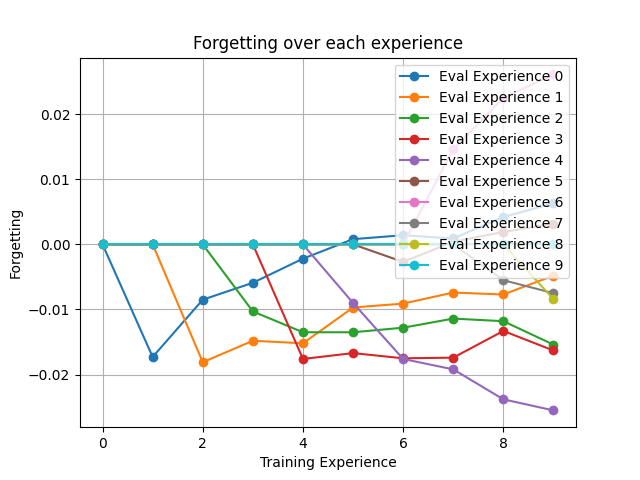 Forgetting over each experience
Eval Experience 0
Eval Experience 1
Eval Experience 2
Eval Experience 3
Eval Experience 4
Eval Experience 5
Eval Experience 6
Eval Experience 7
Eval Experience 8
Eval Experience 9
0.02
0.01
0.00
−0.01
−0.02
Forgetting
0 2 4 6 8
Training Experience